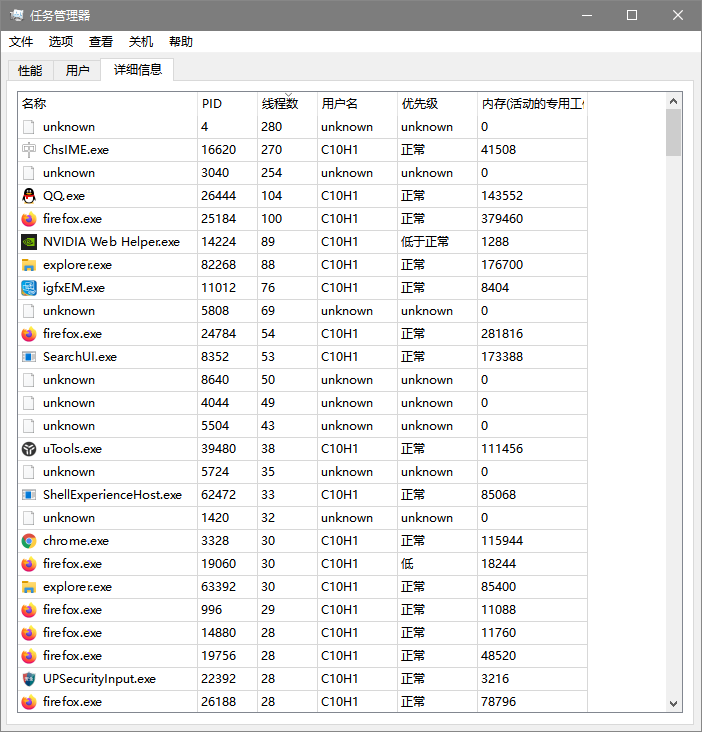 任务管理器
文件 选项 查看 关机 帮助
性能 用户 详细信息
名称 PID 线程数 用户名 优先级 内存(活动的专用工
unknown 4 280 unknown unknown 0
ChsIME.exe 16620 270 C10H1 正常 41508
unknown 3040 254 unknown unknown 0
QQ.exe 26444 104 C10H1 正常 143552
firefox.exe 25184 100 C10H1 正常 379460
NVIDIA Web Helper.exe 14224 89 C10H1 低于正常 1288
explorer.exe 82268 88 C10H1 正常 176700
igfxEM.exe 11012 76 C10H1 正常 8404
unknown 5808 69 unknown unknown 0
firefox.exe 24784 54 C10H1 正常 281816
SearchUI.exe 8352 53 C10H1 正常 173388
unknown 8640 50 unknown unknown 0
unknown 4044 49 unknown unknown 0
unknown 5504 43 unknown unknown 0
uTools.exe 39480 38 C10H1 正常 111456
unknown 5724 35 unknown unknown 0
ShellExperienceHost.exe 62472 33 C10H1 正常 85068
unknown 1420 32 unknown unknown 0
chrome.exe 3328 30 C10H1 正常 115944
firefox.exe 19060 30 C10H1 低 18244
explorer.exe 63392 30 C10H1 正常 85400
firefox.exe 996 29 C10H1 正常 11088
firefox.exe 14880 28 C10H1 正常 11760
firefox.exe 19756 28 C10H1 正常 48520
UPSecurityInput.exe 22392 28 C10H1 正常 3216
firefox.exe 26188 28 C10H1 正常 78796